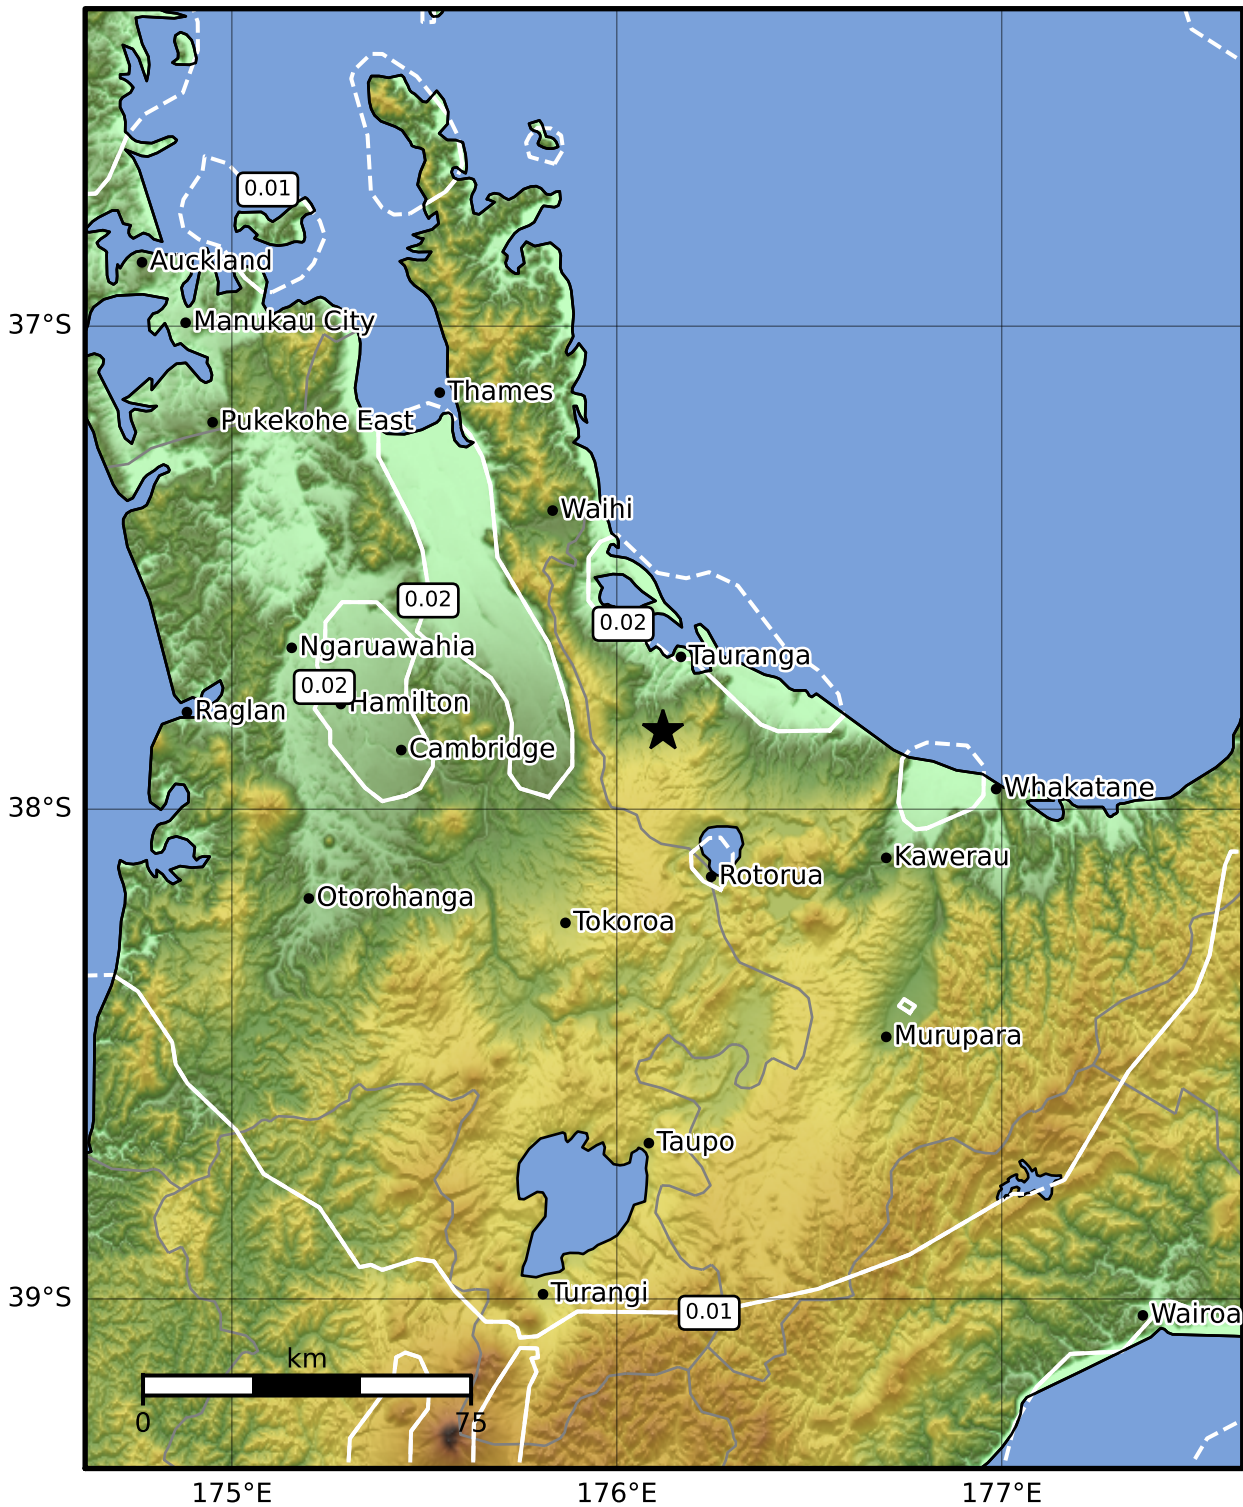 0.01
Auckland
Manukau City
37°S
Thames
Pukekohe East
Waihi
0.02
0.02
Ngaruawahia
Tauranga
0.02
Hamilton
Raglan
Cambridge
Whakatane
38°S
Kawerau
Rotorua
Otorohanga
Tokoroa
Murupara
Taupo
Turangi
39°S
0.01
Wairoa
km
0
75
175°E
176°E
177°E